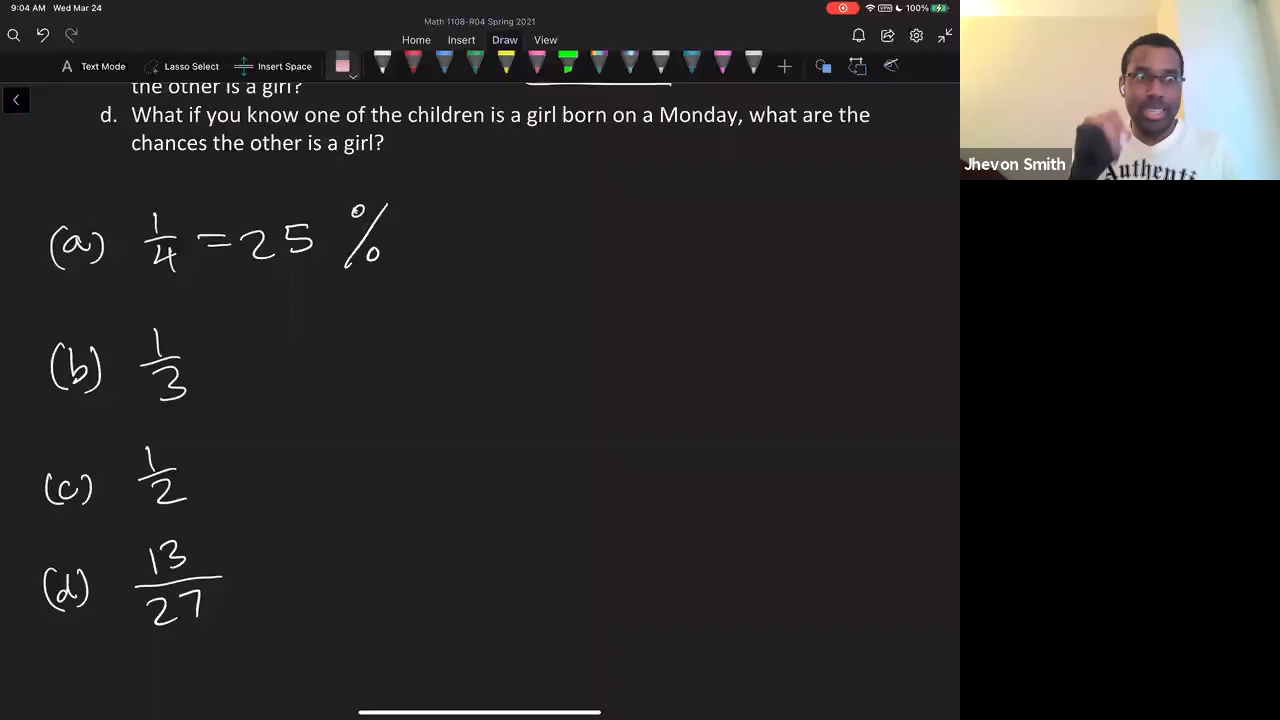 9:04 AM Wed Mar 24
VPN 100%
Math 1108-R04 Spring 2021
Home Insert Draw View
A Text Mode Lasso Select Insert Space
the other is a girl?
d. What if you know one of the children is a girl born on a Monday, what are the
chances the other is a girl?
(a) 1/4 = 25 %
(b) 1/3
(c) 1/2
(d) 13/27
Jhevon Smith
Authenti